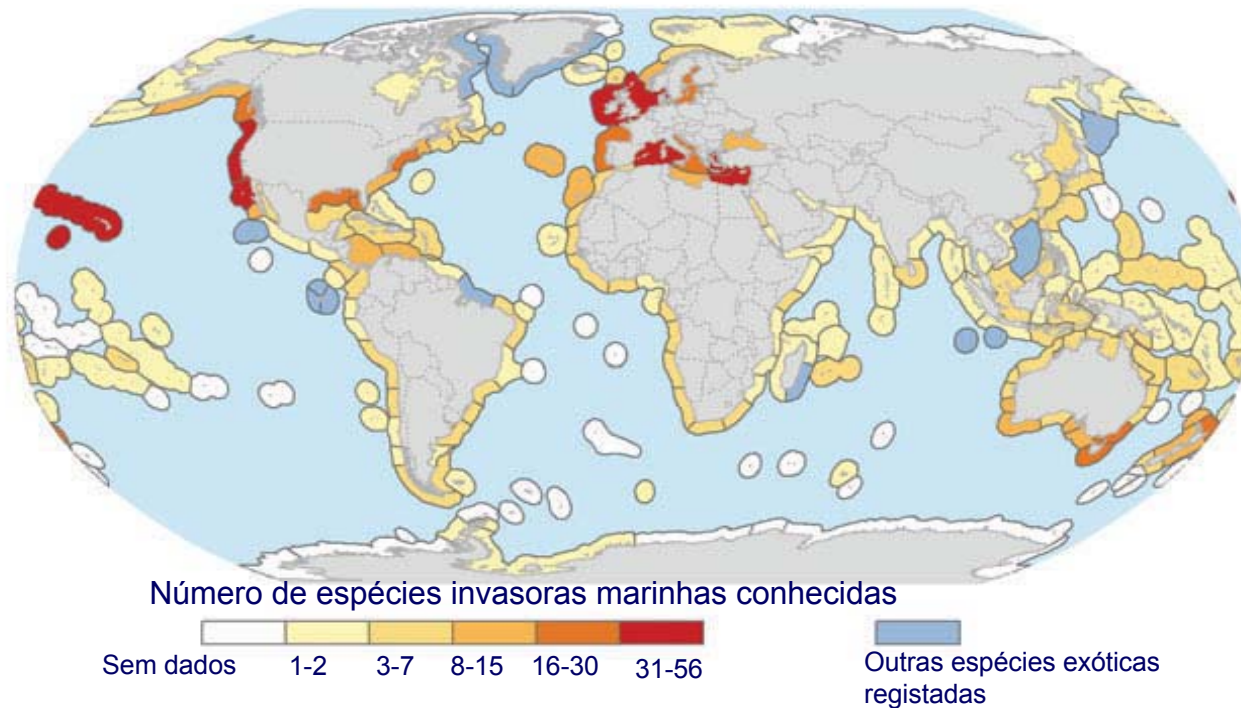 Número de espécies invasoras marinhas conhecidas
Sem dados 1-2 3-7 8-15 16-30 31-56
Outras espécies exóticas
registadas